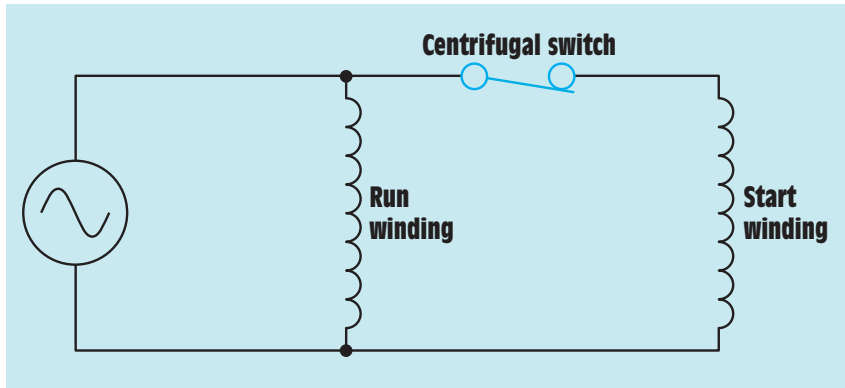 Centrifugal switch
Run
winding
Start
winding